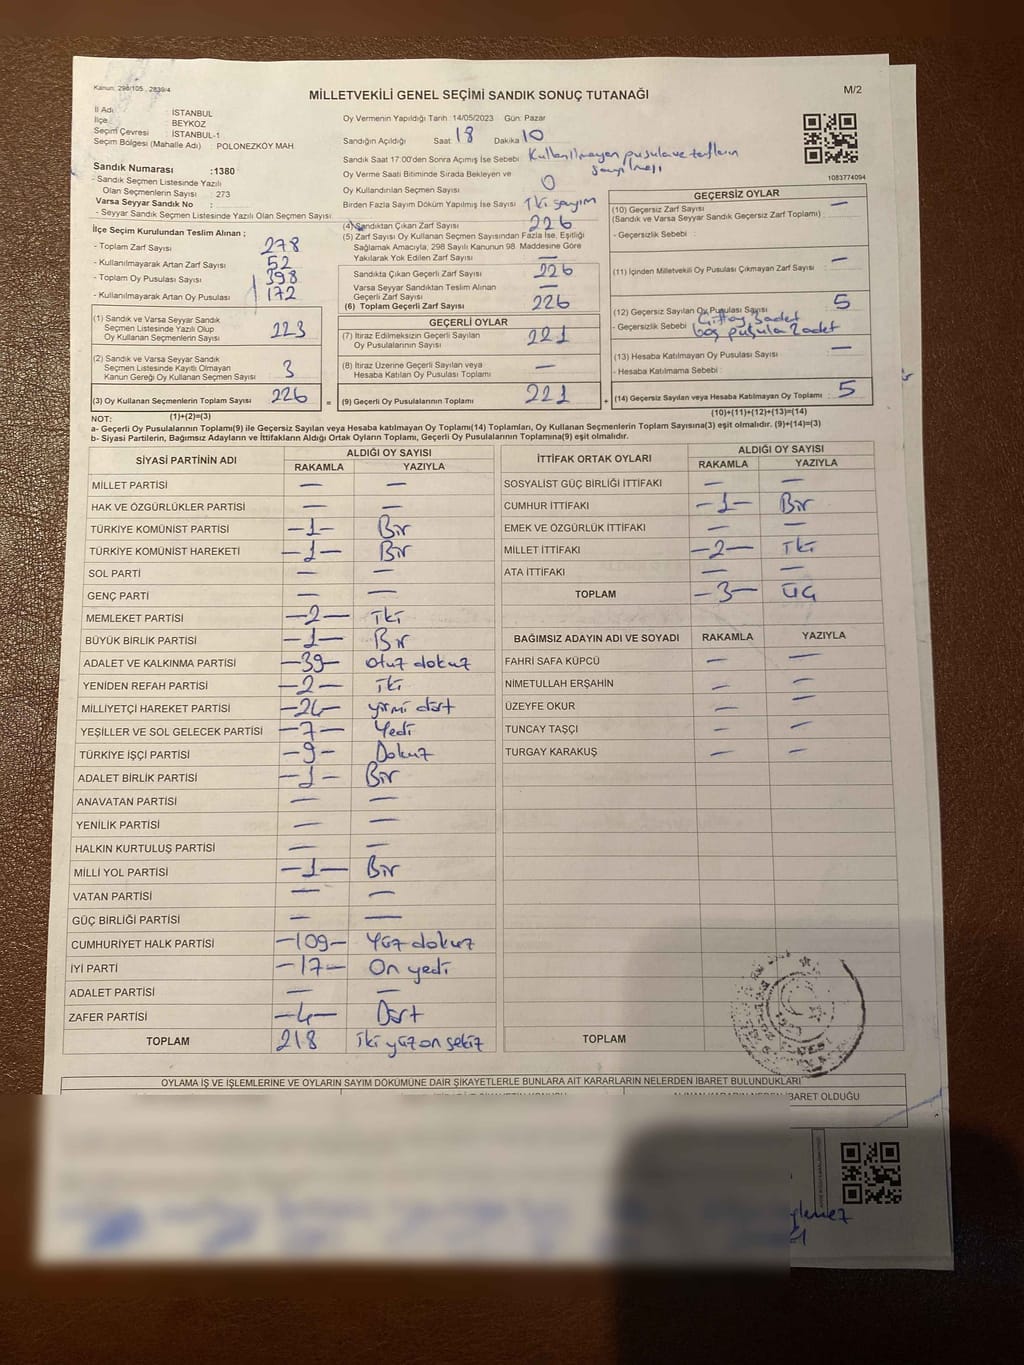 Kanun: 298/105., 2839/4
MİLLETVEKİLİ GENEL SEÇİMİ SANDIK SONUÇ TUTANAĞI
M/2
İl Adı : İSTANBUL
İlçe : BEYKOZ
Seçim Çevresi : İSTANBUL-1
Seçim Bölgesi (Mahalle Adı) : POLONEZKÖY MAH
Sandık Numarası :1380
- Sandık Seçmen Listesinde Yazılı
Olan Seçmenlerin Sayısı : 273
Varsa Seyyar Sandık No :
- Seyyar Sandık Seçmen Listesinde Yazılı Olan Seçmen Sayısı :
İlçe Seçim Kurulundan Teslim Alınan ;
- Toplam Zarf Sayısı 278
- Kullanılmayarak Artan Zarf Sayısı 52
- Toplam Oy Pusulası Sayısı 398
- Kullanılmayarak Artan Oy Pusulası 172
(1) Sandık ve Varsa Seyyar Sandık
Seçmen Listesinde Yazılı Olup
Oy Kullanan Seçmenlerin Sayısı 223
(2) Sandık ve Varsa Seyyar Sandık
Seçmen Listesinde Kayıtlı Olmayan
Kanun Gereği Oy Kullanan Seçmen Sayısı 3
(3) Oy Kullanan Seçmenlerin Toplam Sayısı 226 =
Oy Vermenin Yapıldığı Tarih :14/05/2023 Gün: Pazar
Sandığın Açıldığı Saat 18 Dakika 10
Sandık Saat 17:00'den Sonra Açılmış İse Sebebi : Kullanılmayan pusula ve zarfların
sayılması
Oy Verme Saati Bitiminde Sırada Bekleyen ve
Oy Kullandırılan Seçmen Sayısı : 0
Birden Fazla Sayım Döküm Yapılmış İse Sayısı : İki sayım
(4) Sandıktan Çıkan Zarf Sayısı 226
(5) Zarf Sayısı Oy Kullanan Seçmen Sayısından Fazla İse, Eşitliği
Sağlamak Amacıyla, 298 Sayılı Kanunun 98. Maddesine Göre
Yakılarak Yok Edilen Zarf Sayısı —
Sandıkta Çıkan Geçerli Zarf Sayısı 226
Varsa Seyyar Sandıktan Teslim Alınan
Geçerli Zarf Sayısı —
(6) Toplam Geçerli Zarf Sayısı 226
GEÇERLİ OYLAR
(7) İtiraz Edilmeksizin Geçerli Sayılan
Oy Pusulalarının Sayısı 221
(8) İtiraz Üzerine Geçerli Sayılan veya
Hesaba Katılan Oy Pusulası Toplamı —
(9) Geçerli Oy Pusulalarının Toplamı 221 +
1083774094
GEÇERSİZ OYLAR
(10) Geçersiz Zarf Sayısı —
(Sandık ve Varsa Seyyar Sandık Geçersiz Zarf Toplamı)
- Geçersizlik Sebebi :
(11) İçinden Milletvekili Oy Pusulası Çıkmayan Zarf Sayısı —
(12) Geçersiz Sayılan Oy Pusulası Sayısı 5
- Geçersizlik Sebebi : 3 adet
boş pusula 2 adet
(13) Hesaba Katılmayan Oy Pusulası Sayısı —
- Hesaba Katılmama Sebebi :
(14) Geçersiz Sayılan veya Hesaba Katılmayan Oy Toplamı 5
NOT: (1)+(2)=(3) (10)+(11)+(12)+(13)=(14)
a- Geçerli Oy Pusulalarının Toplamı(9) ile Geçersiz Sayılan veya Hesaba Katılmayan Oy Toplamı(14) Toplamları, Oy Kullanan Seçmenlerin Toplam Sayısına(3) eşit olmalıdır. (9)+(14)=(3)
b- Siyasi Partilerin, Bağımsız Adayların ve İttifakların Aldığı Ortak Oyların Toplamı, Geçerli Oy Pusulalarının Toplamına(9) eşit olmalıdır.
SİYASİ PARTİNİN ADI ALDIĞI OY SAYISI
RAKAMLA YAZIYLA
MİLLET PARTİSİ — —
HAK VE ÖZGÜRLÜKLER PARTİSİ — —
TÜRKİYE KOMÜNİST PARTİSİ —1— Bir
TÜRKİYE KOMÜNİST HAREKETİ —1— Bir
SOL PARTİ — —
GENÇ PARTİ — —
MEMLEKET PARTİSİ —2— İki
BÜYÜK BİRLİK PARTİSİ —1— Bir
ADALET VE KALKINMA PARTİSİ —39— otuz dokuz
YENİDEN REFAH PARTİSİ —2— İki
MİLLİYETÇİ HAREKET PARTİSİ —24— yirmi dört
YEŞİLLER VE SOL GELECEK PARTİSİ —7— Yedi
TÜRKİYE İŞÇİ PARTİSİ —9— Dokuz
ADALET BİRLİK PARTİSİ —1— Bir
ANAVATAN PARTİSİ — —
YENİLİK PARTİSİ — —
HALKIN KURTULUŞ PARTİSİ — —
MİLLİ YOL PARTİSİ —1— Bir
VATAN PARTİSİ — —
GÜÇ BİRLİĞİ PARTİSİ — —
CUMHURİYET HALK PARTİSİ —109— Yüz dokuz
İYİ PARTİ —17— On yedi
ADALET PARTİSİ — —
ZAFER PARTİSİ —4— Dört
TOPLAM 218 iki yüz on sekiz
İTTİFAK ORTAK OYLARI ALDIĞI OY SAYISI
RAKAMLA YAZIYLA
SOSYALİST GÜÇ BİRLİĞİ İTTİFAKI — —
CUMHUR İTTİFAKI —1— Bir
EMEK VE ÖZGÜRLÜK İTTİFAKI — —
MİLLET İTTİFAKI —2— İki
ATA İTTİFAKI — —
TOPLAM —3— ÜÇ
BAĞIMSIZ ADAYIN ADI VE SOYADI RAKAMLA YAZIYLA
FAHRİ SAFA KÜPCÜ — —
NİMETULLAH ERŞAHİN — —
ÜZEYFE OKUR — —
TUNCAY TAŞÇI — —
TURGAY KARAKUŞ — —
TOPLAM
OYLAMA İŞ VE İŞLEMLERİNE VE OYLARIN SAYIM DÖKÜMÜNE DAİR ŞİKAYETLERLE BUNLARA AİT KARARLARIN NELERDEN İBARET BULUNDUKLARI